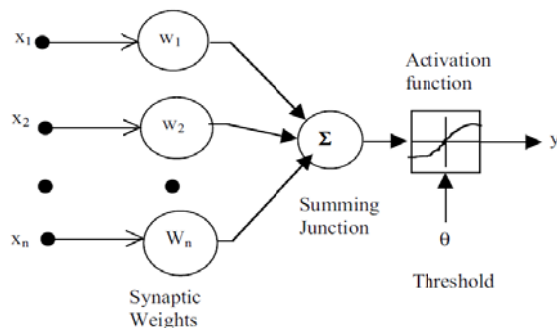 x1
w1
Activation
function
x2
w2
Σ
y
Summing
Junction
xn
Wn
θ
Threshold
Synaptic
Weights